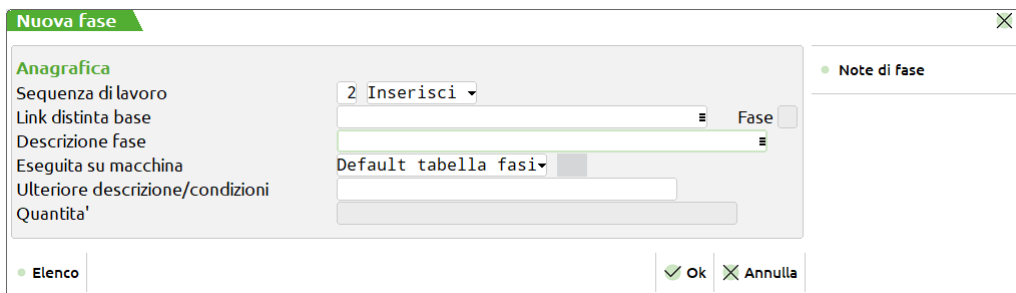 Nuova fase
Anagrafica
Note di fase
Sequenza di lavoro 2 Inserisci
Link distinta base Fase
Descrizione fase
Eseguita su macchina Default tabella fasi
Ulteriore descrizione/condizioni
Quantita'
Elenco Ok Annulla